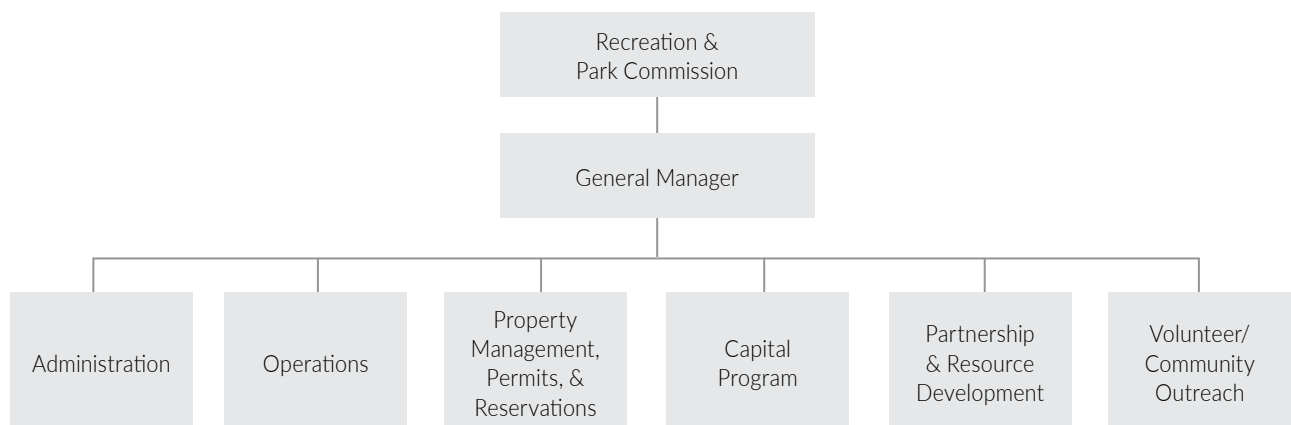 Recreation &
Park Commission
General Manager
Administration
Operations
Property
Management,
Permits, &
Reservations
Capital
Program
Partnership
& Resource
Development
Volunteer/
Community
Outreach